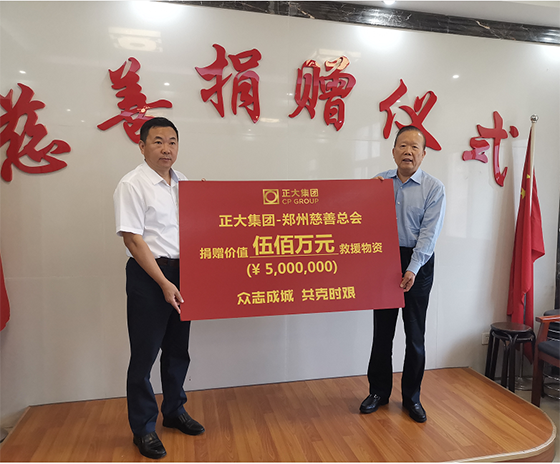 慈善捐赠仪式
正大集团
CP GROUP
正大集团-郑州慈善总会
捐赠价值 伍佰万元 救援物资
(¥ 5,000,000)
众志成城 共克时艰